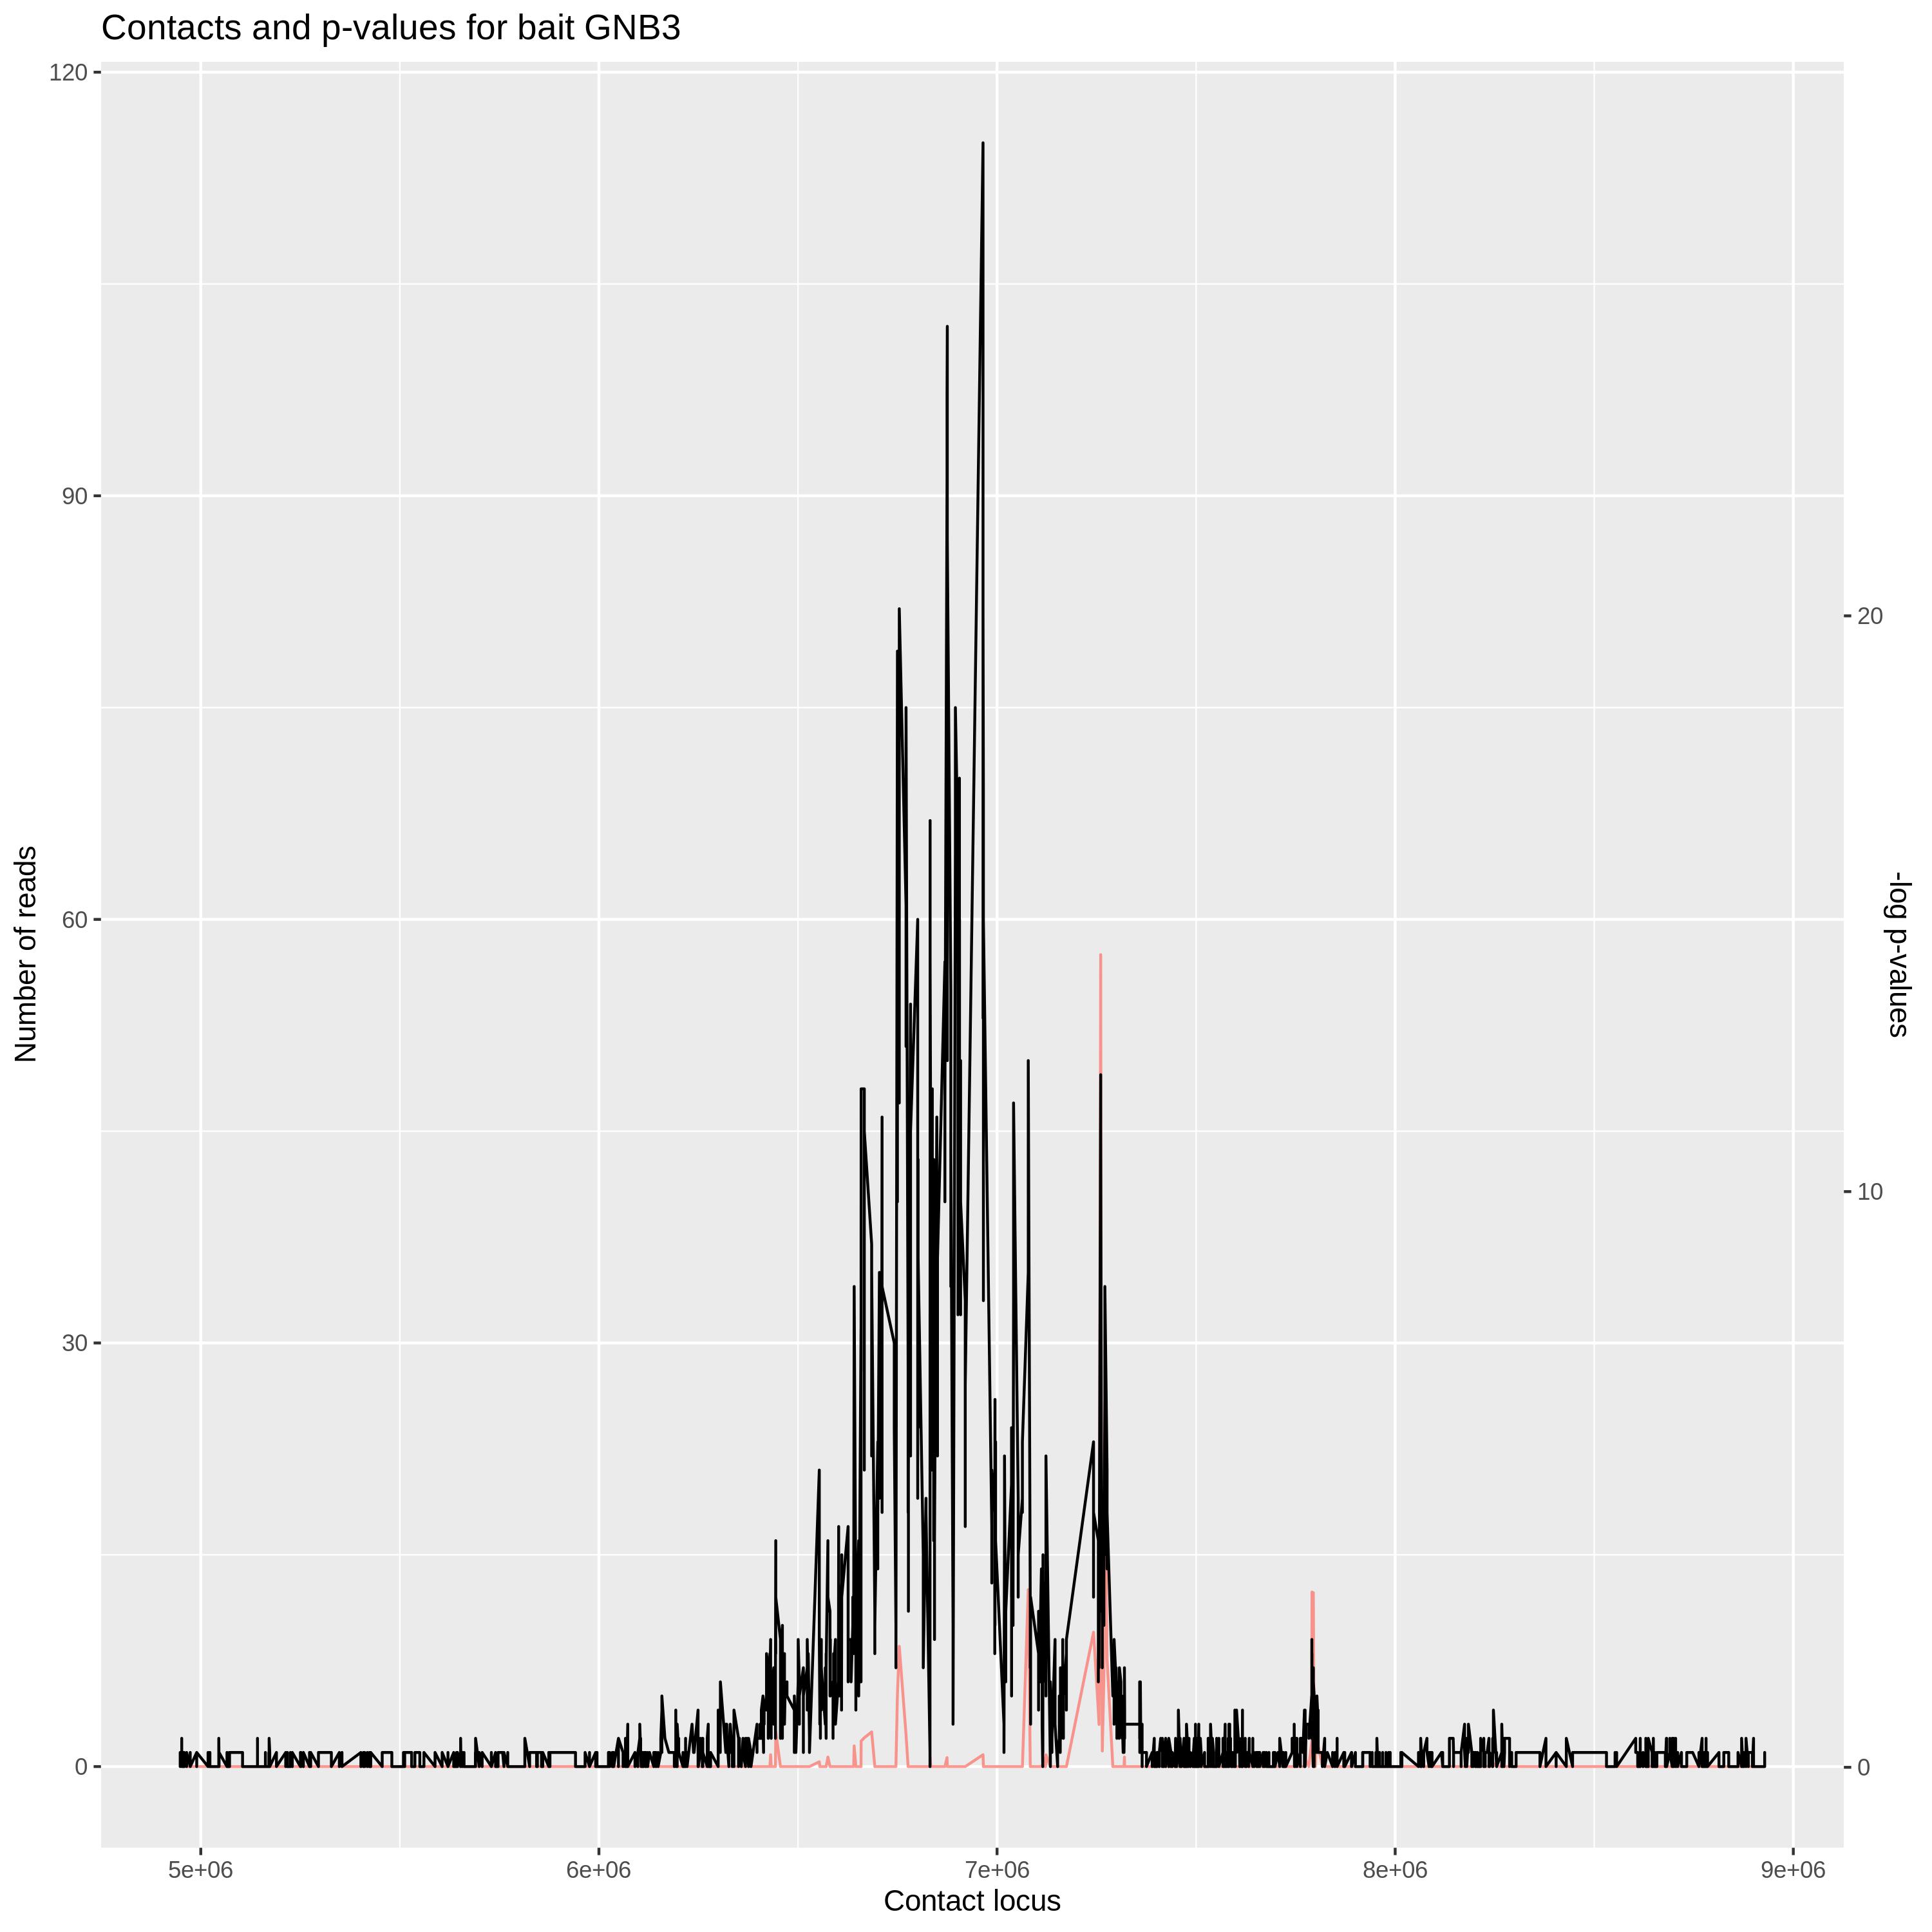 Contacts and p-values for bait GNB3
120
90
60
30
0
Number of reads
20
10
0
-log p-values
5e+06
6e+06
7e+06
8e+06
9e+06
Contact locus